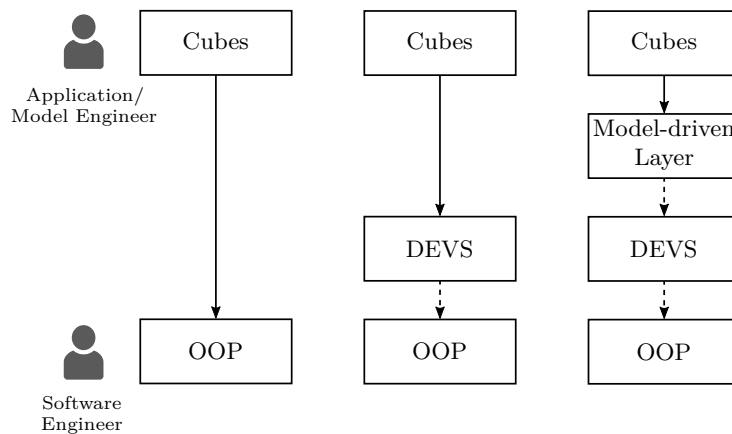 Cubes
Cubes
Cubes
Application/
Model Engineer
Model-driven
Layer
DEVS
DEVS
OOP
OOP
OOP
Software
Engineer